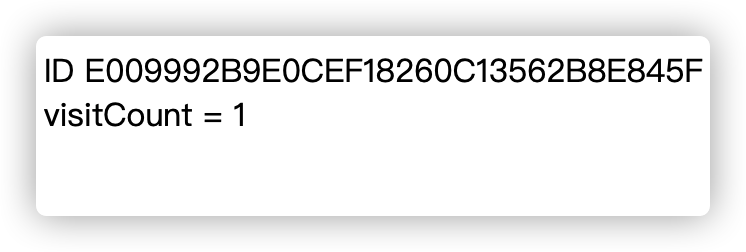 ID E009992B9E0CEF18260C13562B8E845F
visitCount = 1